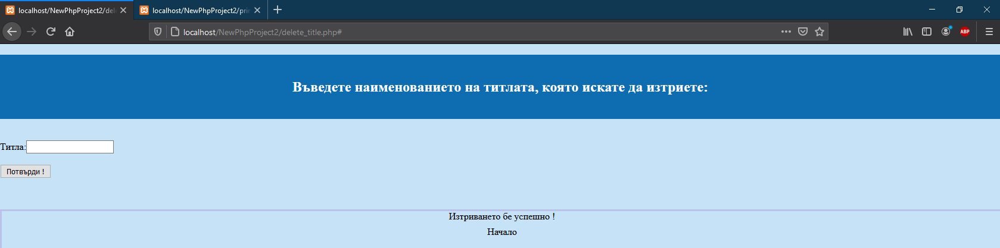 localhost/NewPhpProject2/del
localhost/NewPhpProject2/prin
localhost/NewPhpProject2/delete_title.php#
ABP
Въведете наименованието на титлата, която искате да изтриете:
Титла:
Потвърди !
Изтриването бе успешно !
Начало